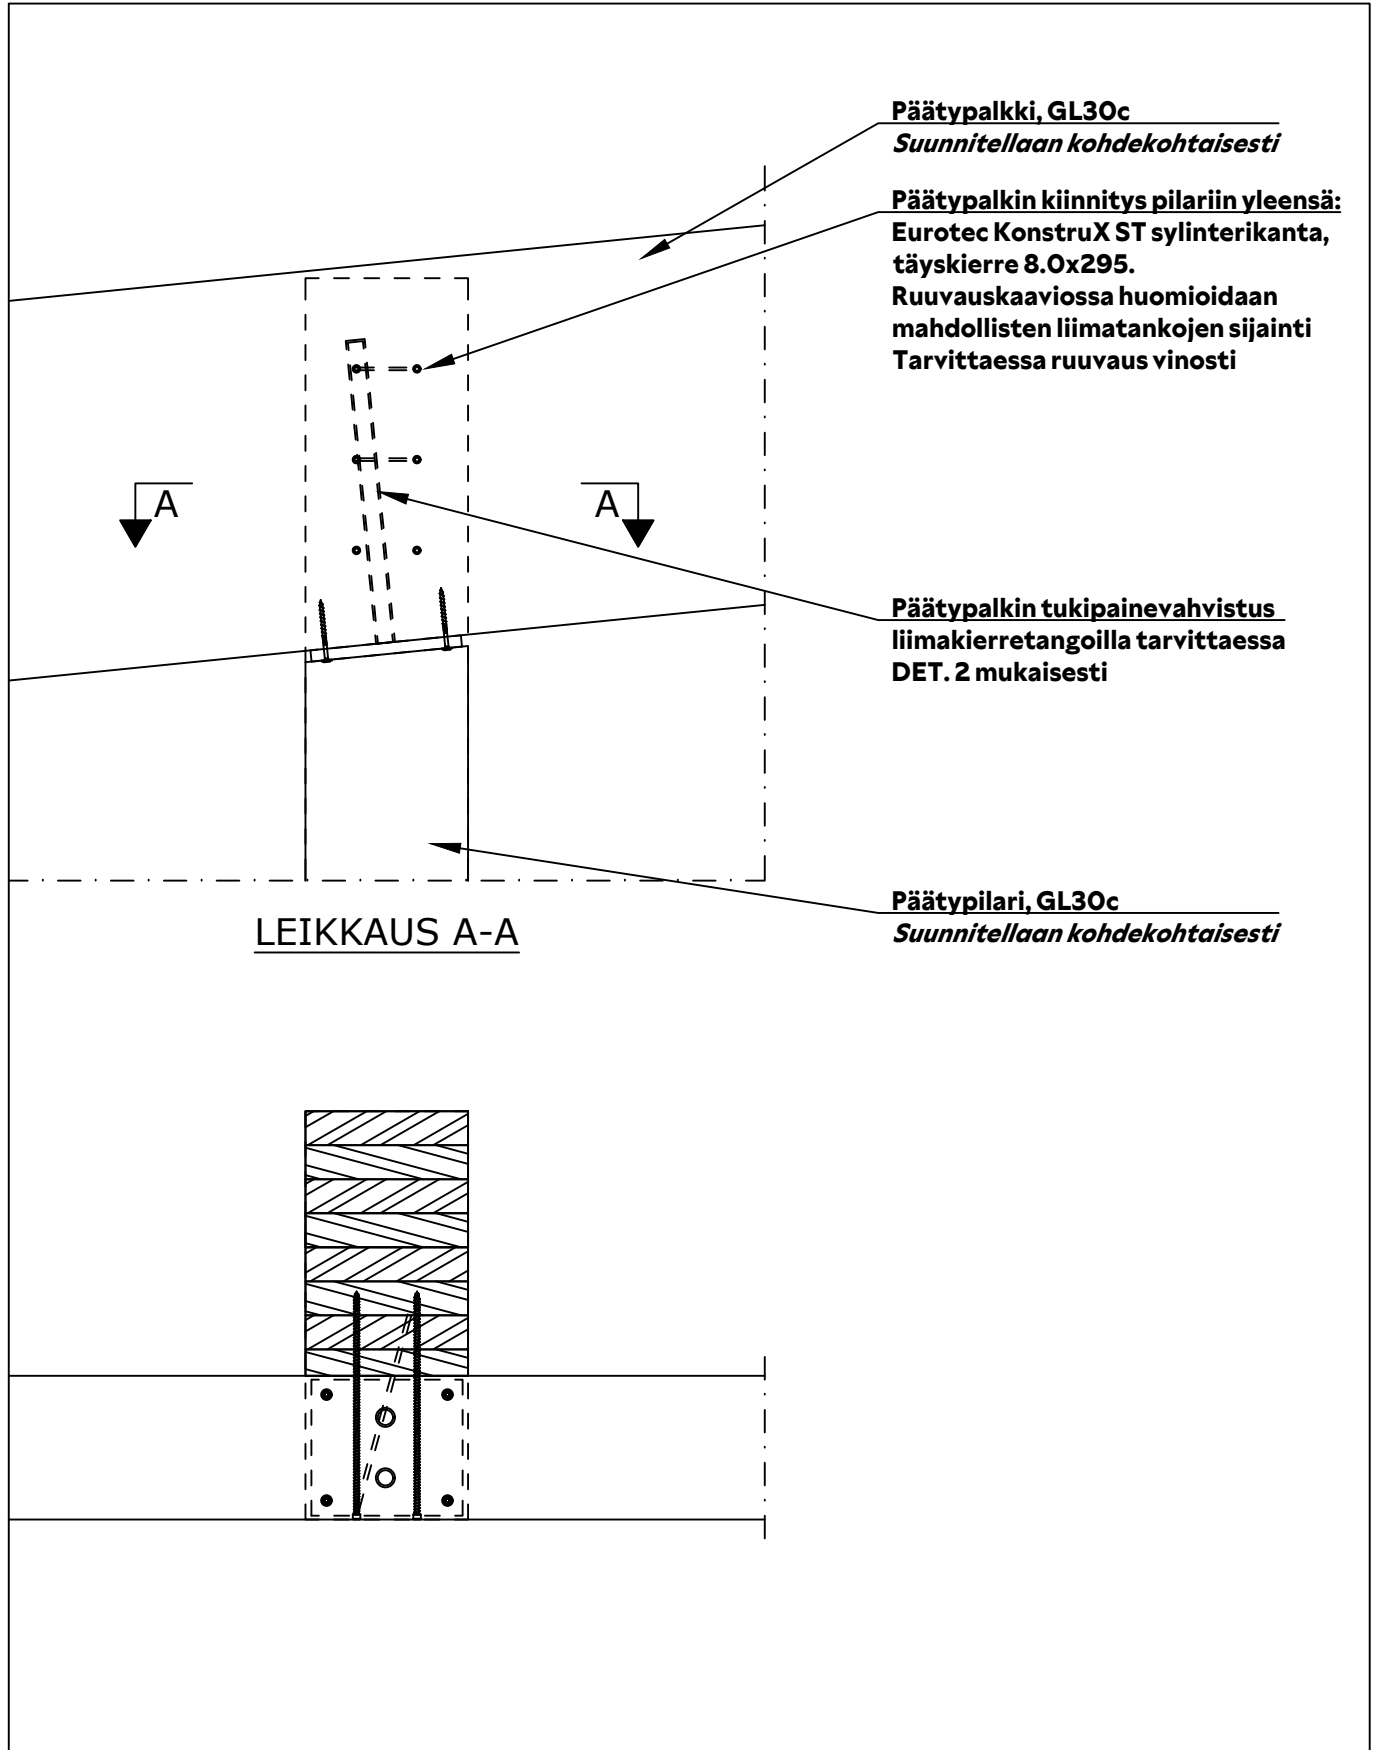 Päätypalkki, GL30c
Suunnitellaan kohdekohtaisesti
Päätypalkin kiinnitys pilariin yleensä:
Eurotec KonstruX ST sylinterikanta,
täyskierre 8.0x295.
Ruuvauskaaviossa huomioidaan
mahdollisten liimatankojen sijainti
Tarvittaessa ruuvaus vinosti
A
A
Päätypalkin tukipainevahvistus
liimakierretangoilla tarvittaessa
DET. 2 mukaisesti
Päätypilari, GL30c
Suunnitellaan kohdekohtaisesti
LEIKKAUS A-A